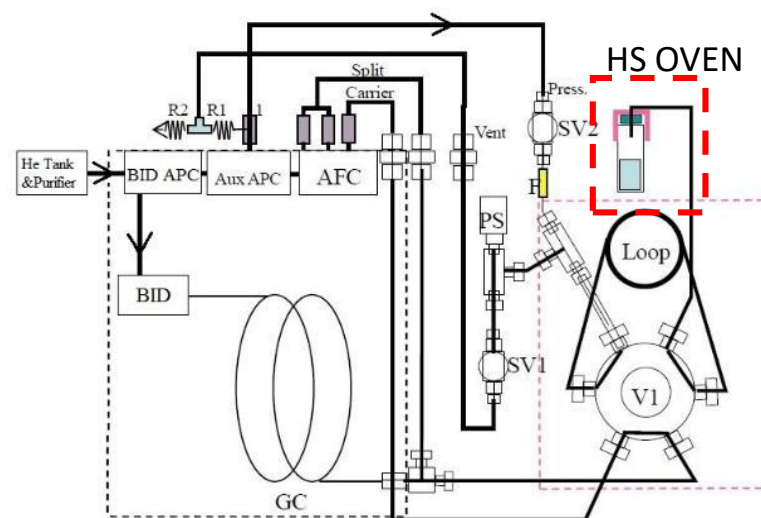 HS OVEN
Split
Carrier
Press.
R2
R1
1
Vent
SV2
He Tank
&Purifier
BID APC
Aux APC
AFC
F
PS
Loop
BID
SV1
V1
GC